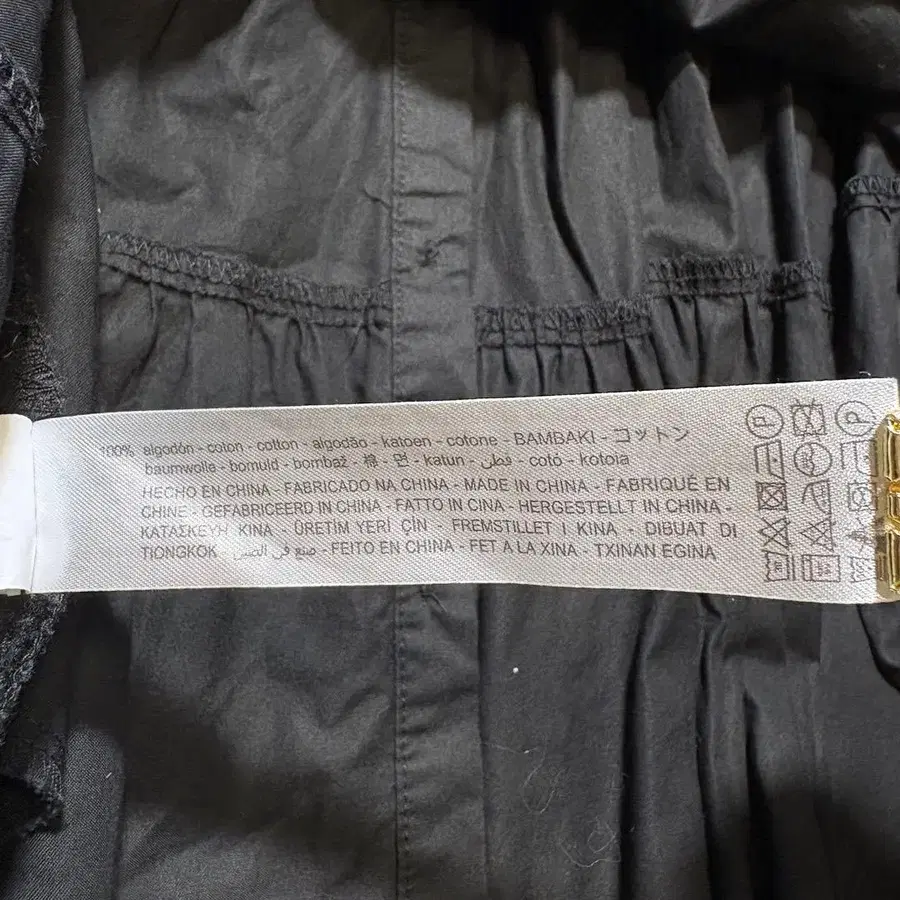 100% algodón - coton - cotton - algodão - katoen - cotone - BAMBAKI - コットン
baumwolle - bomuld - bombaž - 棉 - 면 - katun - قطن - cotó - kotoia
HECHO EN CHINA - FABRICADO NA CHINA - MADE IN CHINA - FABRIQUÉ EN
CHINE - GEFABRICEERD IN CHINA - FATTO IN CINA - HERGESTELLT IN CHINA -
ΚΑΤΑΣΚΕΥΗ ΚΙΝΑ - ÜRETİM YERİ ÇİN - FREMSTILLET I KINA - DIBUAT DI
TIONGKOK - صنع في الصين - FEITO EN CHINA - FET A LA XINA - TXINAN EGINA